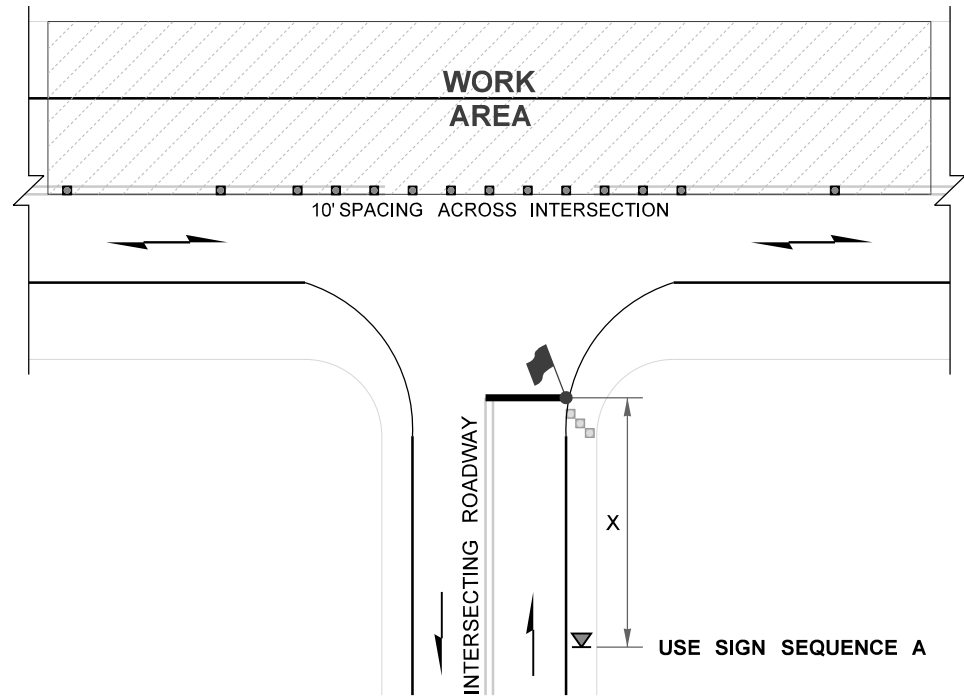 WORK
AREA
10' SPACING ACROSS INTERSECTION
INTERSECTING ROADWAY
X
USE SIGN SEQUENCE A